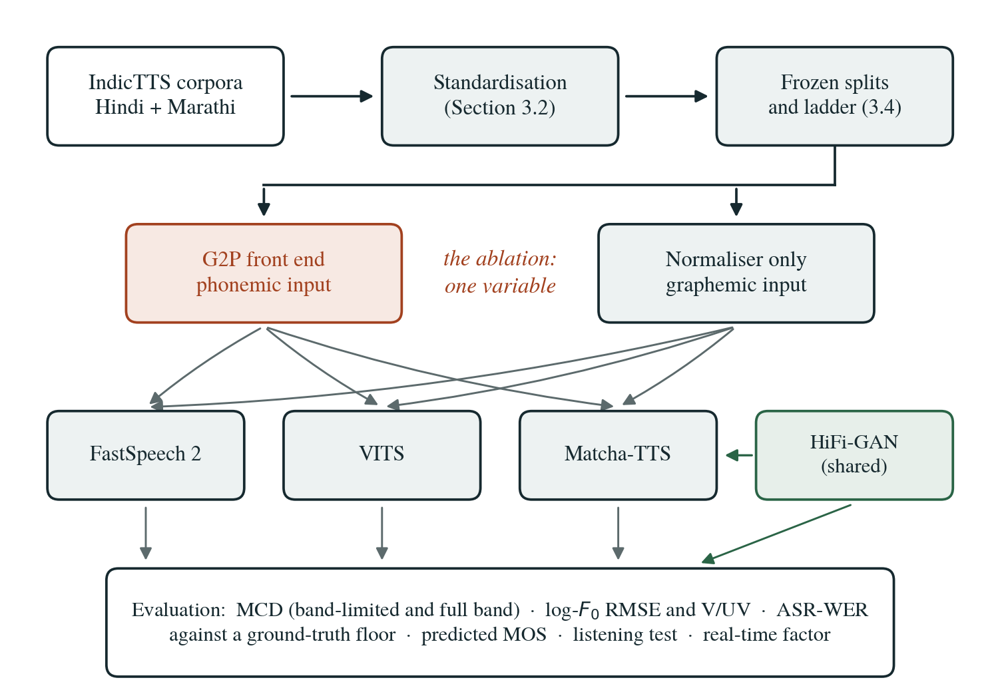 IndicTTS corpora
Hindi + Marathi
Standardisation
(Section 3.2)
Frozen splits
and ladder (3.4)
G2P front end
phonemic input
the ablation:
one variable
Normaliser only
graphemic input
FastSpeech 2
VITS
Matcha-TTS
HiFi-GAN
(shared)
Evaluation: MCD (band-limited and full band) · log-F₀ RMSE and V/UV · ASR-WER
against a ground-truth floor · predicted MOS · listening test · real-time factor